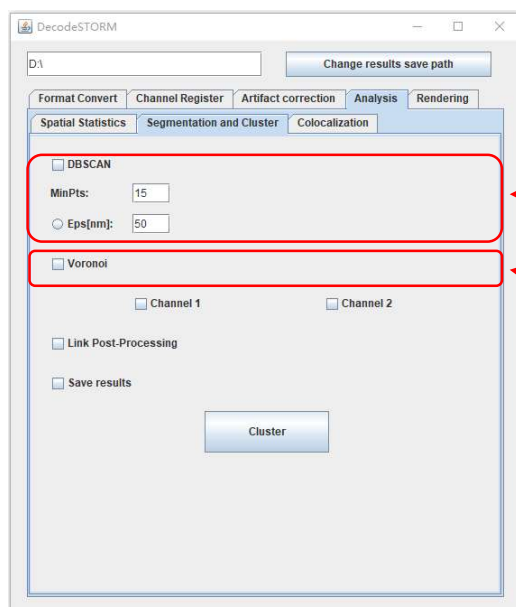 DecodeSTORM
D:\ Change results save path
Format Convert Channel Register Artifact correction Analysis Rendering
Spatial Statistics Segmentation and Cluster Colocalization
DBSCAN
MinPts: 15
Eps[nm]: 50
Voronoi
Channel 1 Channel 2
Link Post-Processing
Save results
Cluster